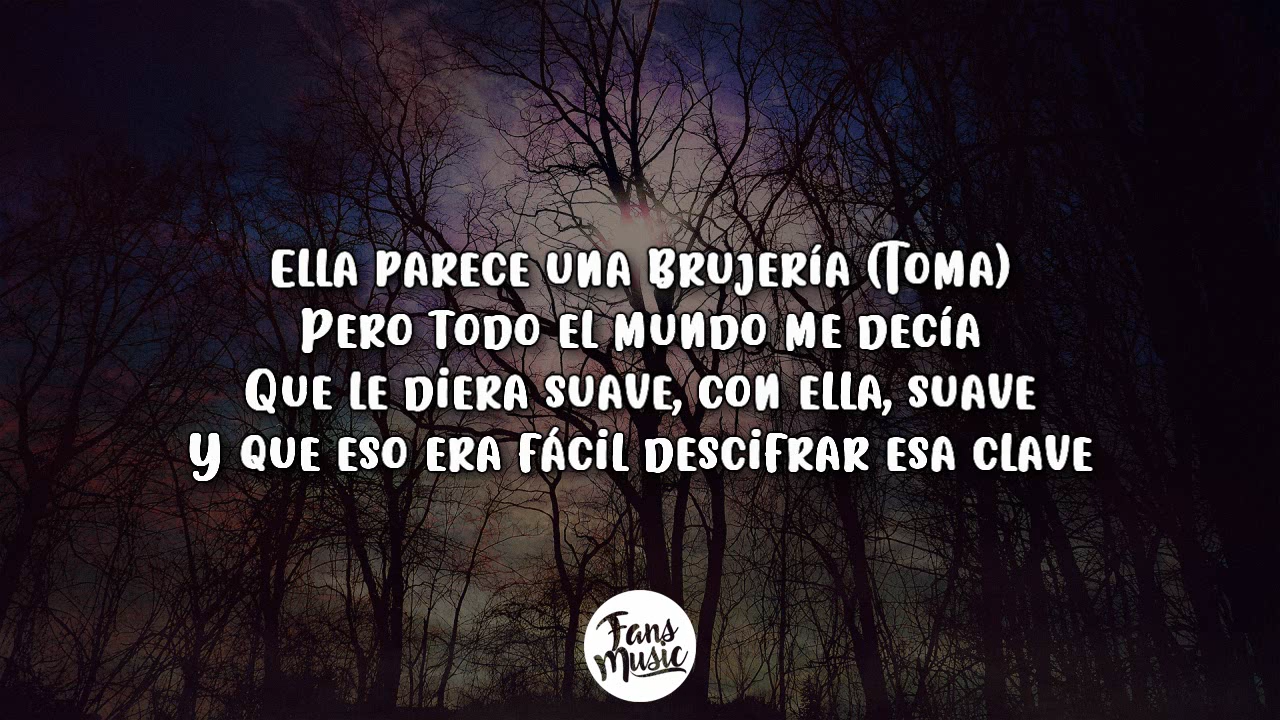 Ella parece una brujería (Toma)
Pero todo el mundo me decía
Que le diera suave, con ella, suave
Y que eso era fácil descifrar esa clave
Fans
Music